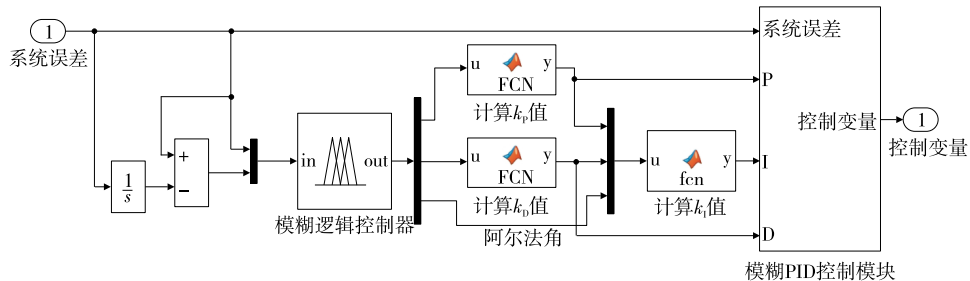 1
系统误差
+
−
1
s
in out
模糊逻辑控制器
u y
FCN
计算kP值
u y
FCN
计算kD值
阿尔法角
u y
fcn
计算kI值
系统误差
P
I
D
控制变量
模糊PID控制模块
1
控制变量